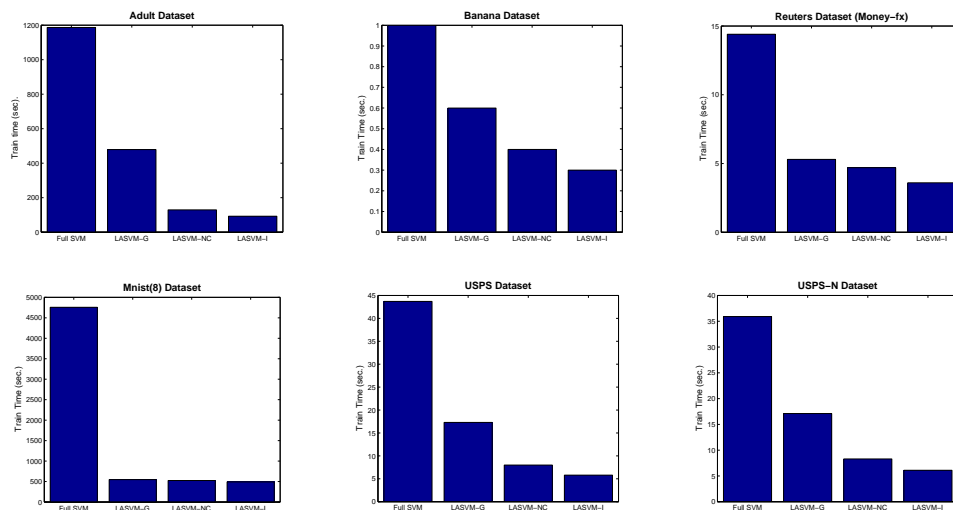 Adult Dataset
1200
1000
800
600
400
200
0
Train time (sec).
Full SVM
LASVM−G
LASVM−NC
LASVM−I
Banana Dataset
1
0.9
0.8
0.7
0.6
0.5
0.4
0.3
0.2
0.1
0
Train Time (sec.)
Full SVM
LASVM−G
LASVM−NC
LASVM−I
Reuters Dataset (Money−fx)
15
10
5
0
Train Time (sec.)
Full SVM
LASVM−G
LASVM−NC
LASVM−I
Mnist(8) Dataset
5000
4500
4000
3500
3000
2500
2000
1500
1000
500
0
Train Time (sec.)
Full SVM
LASVM−G
LASVM−NC
LASVM−I
USPS Dataset
45
40
35
30
25
20
15
10
5
0
Train Time (sec.)
Full SVM
LASVM−G
LASVM−NC
LASVM−I
USPS−N Dataset
40
35
30
25
20
15
10
5
0
Train Time (sec.)
Full SVM
LASVM−G
LASVM−NC
LASVM−I